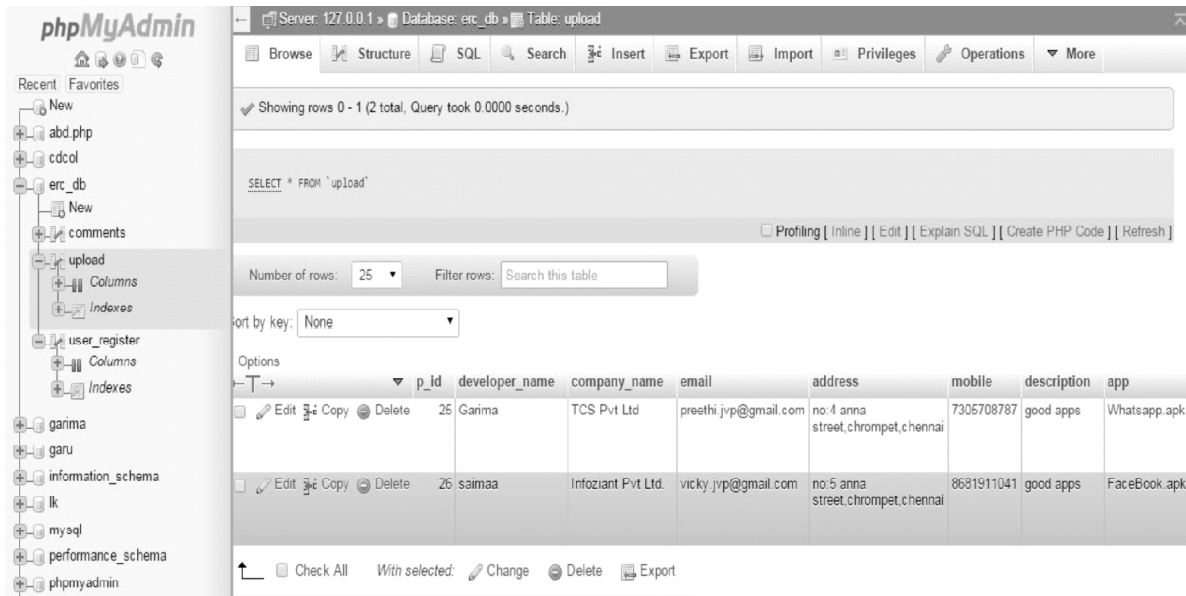 phpMyAdmin
Recent Favorites
New
abd.php
cdcol
erc_db
New
comments
upload
Columns
Indexes
user_register
Columns
Indexes
garima
garu
information_schema
lk
mysql
performance_schema
phpmyadmin
Server: 127.0.0.1 » Database: erc_db » Table: upload
Browse Structure SQL Search Insert Export Import Privileges Operations More
Showing rows 0 - 1 (2 total, Query took 0.0000 seconds.)
SELECT * FROM `upload`
Profiling [ Inline ] [ Edit ] [ Explain SQL ] [ Create PHP Code ] [ Refresh ]
Number of rows: 25 Filter rows: Search this table
Sort by key: None
Options
←T→ p_id developer_name company_name email address mobile description app
Edit Copy Delete 25 Garima TCS Pvt Ltd preethi.jvp@gmail.com no:4 anna 7305708787 good apps Whatsapp.apk
street,chrompet,chennai
Edit Copy Delete 26 saimaa Infoziant Pvt Ltd. vicky.jvp@gmail.com no:5 anna 8681911041 good apps FaceBook.apk
street,chrompet,chennai
Check All With selected: Change Delete Export